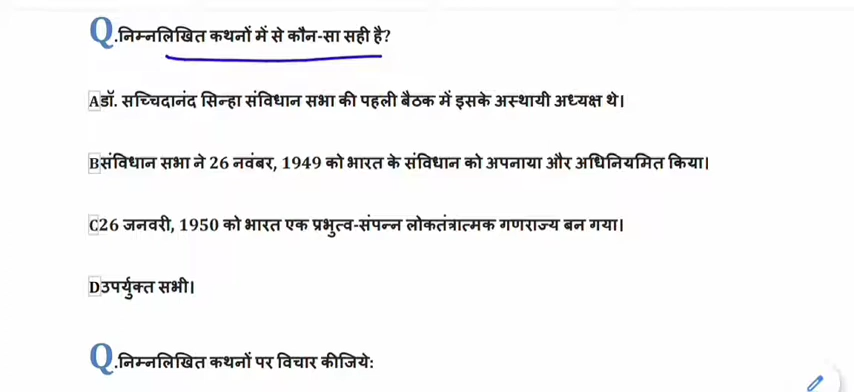 Q.निम्नलिखित कथनों में से कौन-सा सही है?
Aडॉ. सच्चिदानंद सिन्हा संविधान सभा की पहली बैठक में इसके अस्थायी अध्यक्ष थे।
Bसंविधान सभा ने 26 नवंबर, 1949 को भारत के संविधान को अपनाया और अधिनियमित किया।
C26 जनवरी, 1950 को भारत एक प्रभुत्व-संपन्न लोकतंत्रात्मक गणराज्य बन गया।
Dउपर्युक्त सभी।
Q.निम्नलिखित कथनों पर विचार कीजिये: